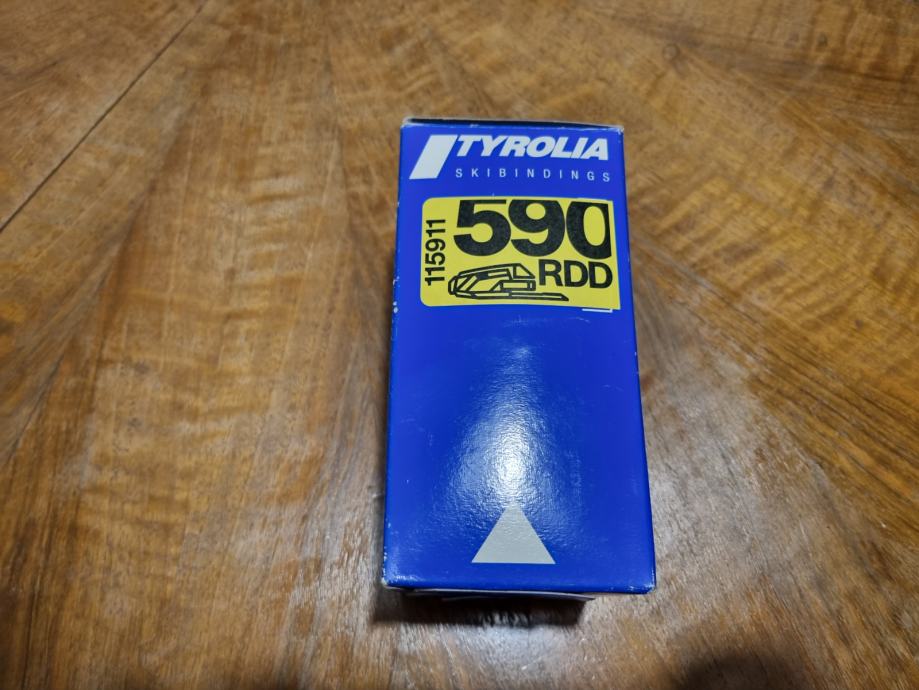 TYROLIA
SKIBINDINGS
115911
590
RDD